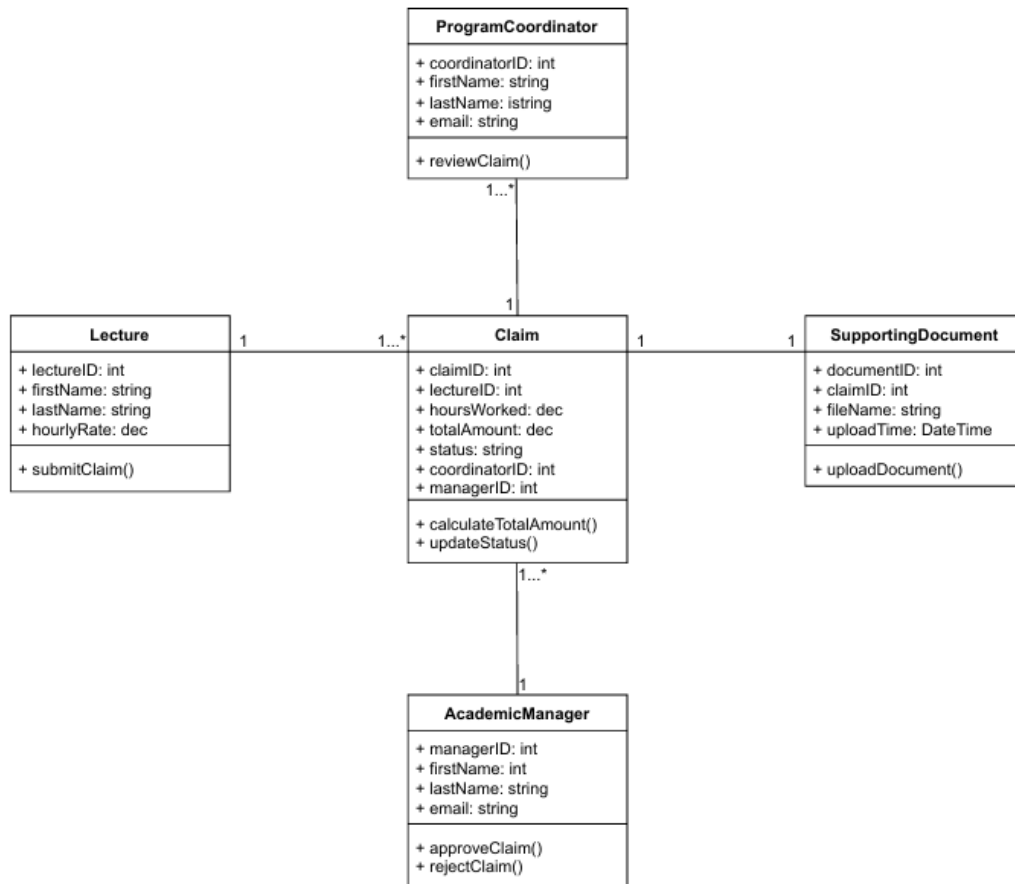 ProgramCoordinator
+ coordinatorID: int
+ firstName: string
+ lastName: istring
+ email: string
+ reviewClaim()
1...*
1
Lecture
+ lectureID: int
+ firstName: string
+ lastName: string
+ hourlyRate: dec
+ submitClaim()
1
1...*
Claim
+ claimID: int
+ lectureID: int
+ hoursWorked: dec
+ totalAmount: dec
+ status: string
+ coordinatorID: int
+ managerID: int
+ calculateTotalAmount()
+ updateStatus()
1
1
SupportingDocument
+ documentID: int
+ claimID: int
+ fileName: string
+ uploadTime: DateTime
+ uploadDocument()
1...*
1
AcademicManager
+ managerID: int
+ firstName: int
+ lastName: string
+ email: string
+ approveClaim()
+ rejectClaim()